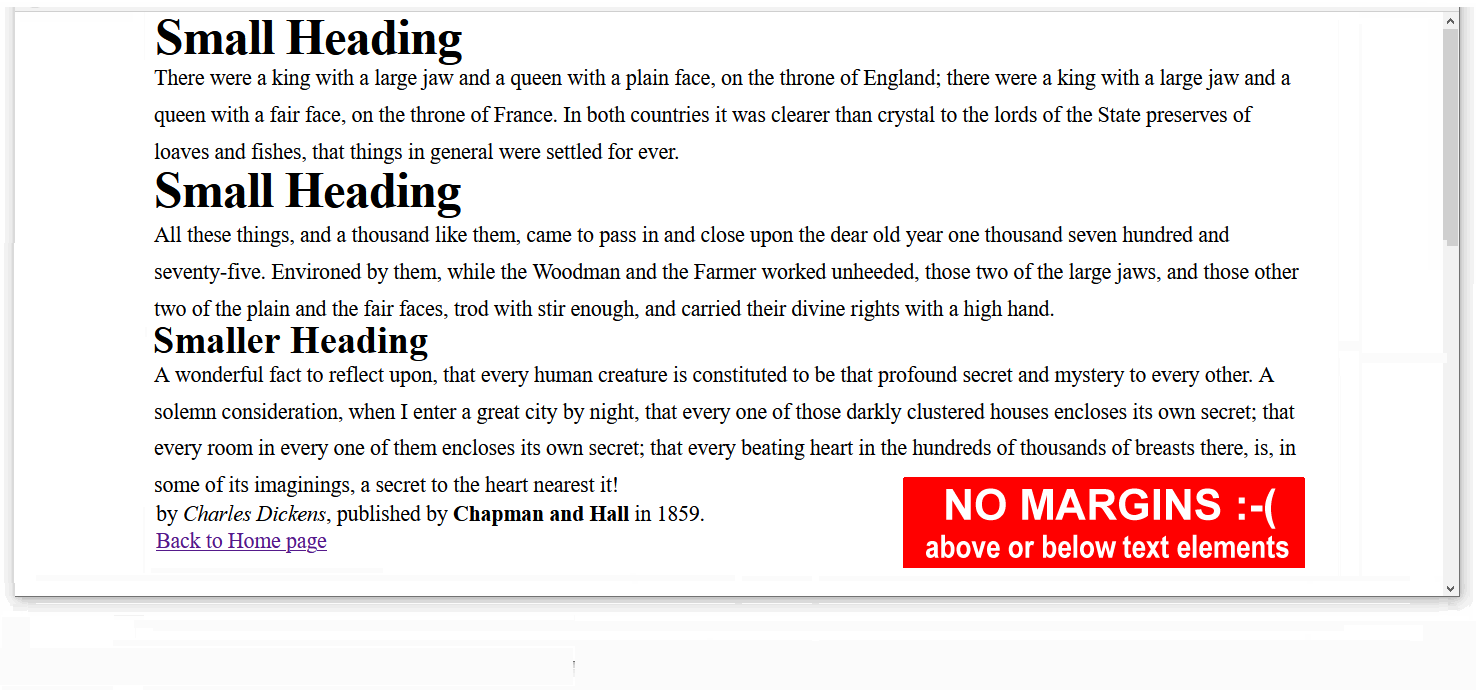 Small Heading
There were a king with a large jaw and a queen with a plain face, on the throne of England; there were a king with a large jaw and a
queen with a fair face, on the throne of France. In both countries it was clearer than crystal to the lords of the State preserves of
loaves and fishes, that things in general were settled for ever.
Small Heading
All these things, and a thousand like them, came to pass in and close upon the dear old year one thousand seven hundred and
seventy-five. Environed by them, while the Woodman and the Farmer worked unheeded, those two of the large jaws, and those other
two of the plain and the fair faces, trod with stir enough, and carried their divine rights with a high hand.
Smaller Heading
A wonderful fact to reflect upon, that every human creature is constituted to be that profound secret and mystery to every other. A
solemn consideration, when I enter a great city by night, that every one of those darkly clustered houses encloses its own secret; that
every room in every one of them encloses its own secret; that every beating heart in the hundreds of thousands of breasts there, is, in
some of its imaginings, a secret to the heart nearest it!
by Charles Dickens, published by Chapman and Hall in 1859.
Back to Home page
NO MARGINS :-(
above or below text elements